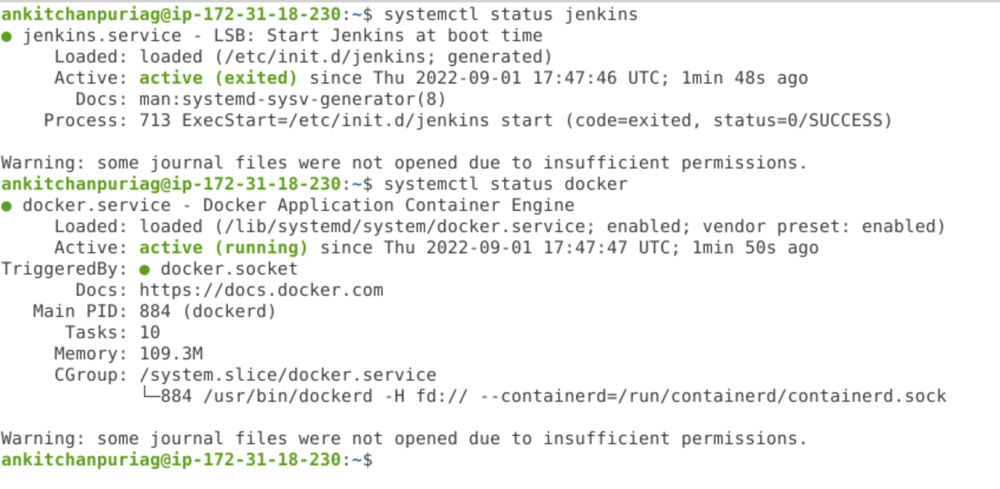 ankitchanpuriag@ip-172-31-18-230:~$ systemctl status jenkins
● jenkins.service - LSB: Start Jenkins at boot time
     Loaded: loaded (/etc/init.d/jenkins; generated)
     Active: active (exited) since Thu 2022-09-01 17:47:46 UTC; 1min 48s ago
       Docs: man:systemd-sysv-generator(8)
    Process: 713 ExecStart=/etc/init.d/jenkins start (code=exited, status=0/SUCCESS)

Warning: some journal files were not opened due to insufficient permissions.
ankitchanpuriag@ip-172-31-18-230:~$ systemctl status docker
● docker.service - Docker Application Container Engine
     Loaded: loaded (/lib/systemd/system/docker.service; enabled; vendor preset: enabled)
     Active: active (running) since Thu 2022-09-01 17:47:47 UTC; 1min 50s ago
TriggeredBy: ● docker.socket
       Docs: https://docs.docker.com
   Main PID: 884 (dockerd)
      Tasks: 10
     Memory: 109.3M
     CGroup: /system.slice/docker.service
             └─884 /usr/bin/dockerd -H fd:// --containerd=/run/containerd/containerd.sock

Warning: some journal files were not opened due to insufficient permissions.
ankitchanpuriag@ip-172-31-18-230:~$